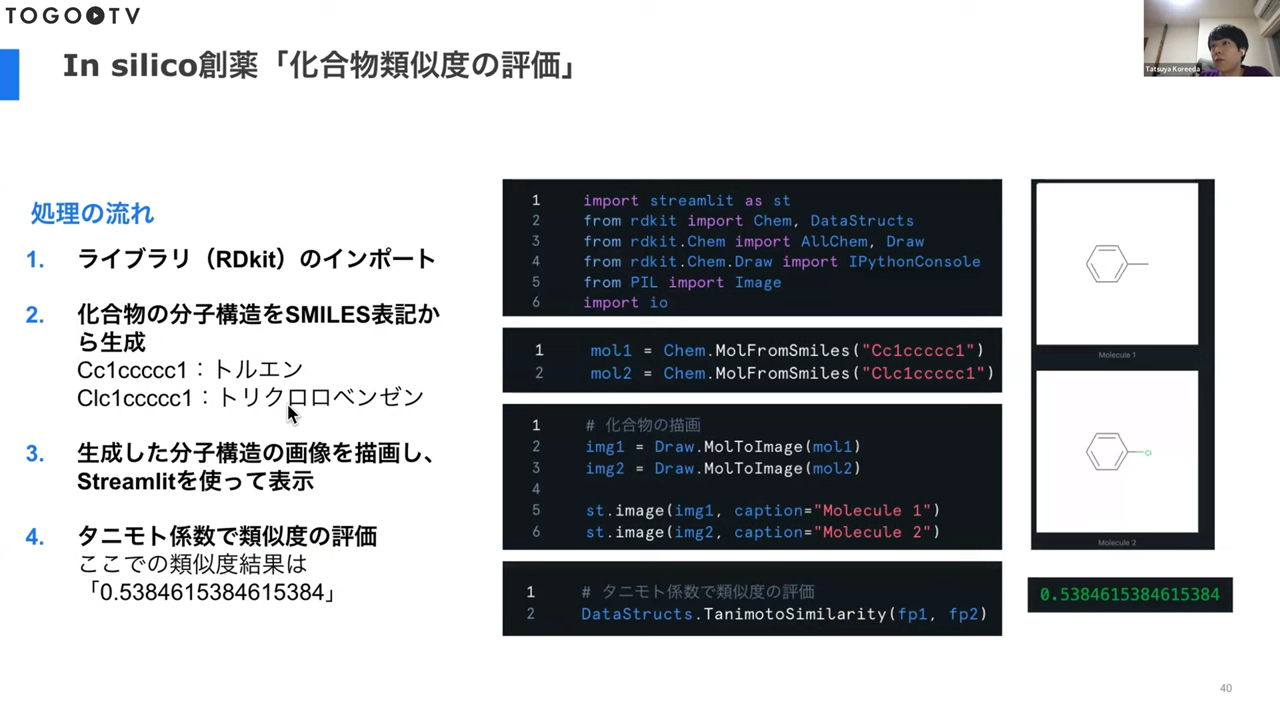 TOGO TV
In silico創薬「化合物類似度の評価」
Tatsuya Koreeda
処理の流れ
1. ライブラリ（RDkit）のインポート
2. 化合物の分子構造をSMILES表記か
ら生成
Cc1ccccc1：トルエン
Clc1ccccc1：トリクロロベンゼン
3. 生成した分子構造の画像を描画し、
Streamlitを使って表示
4. タニモト係数で類似度の評価
ここでの類似度結果は
「0.5384615384615384」
1 import streamlit as st
2 from rdkit import Chem, DataStructs
3 from rdkit.Chem import AllChem, Draw
4 from rdkit.Chem.Draw import IPythonConsole
5 from PIL import Image
6 import io
1 mol1 = Chem.MolFromSmiles("Cc1ccccc1")
2 mol2 = Chem.MolFromSmiles("Clc1ccccc1")
1 # 化合物の描画
2 img1 = Draw.MolToImage(mol1)
3 img2 = Draw.MolToImage(mol2)
4
5 st.image(img1, caption="Molecule 1")
6 st.image(img2, caption="Molecule 2")
1 # タニモト係数で類似度の評価
2 DataStructs.TanimotoSimilarity(fp1, fp2)
Molecule 1
Molecule 2
0.5384615384615384
40